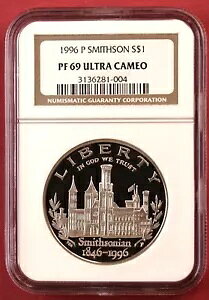 1996 P SMITHSON S$1
PF 69 ULTRA CAMEO
3136281-004
NUMISMATIC GUARANTY CORPORATION
LIBERTY
IN GOD WE TRUST
Smithsonian
1846-1996